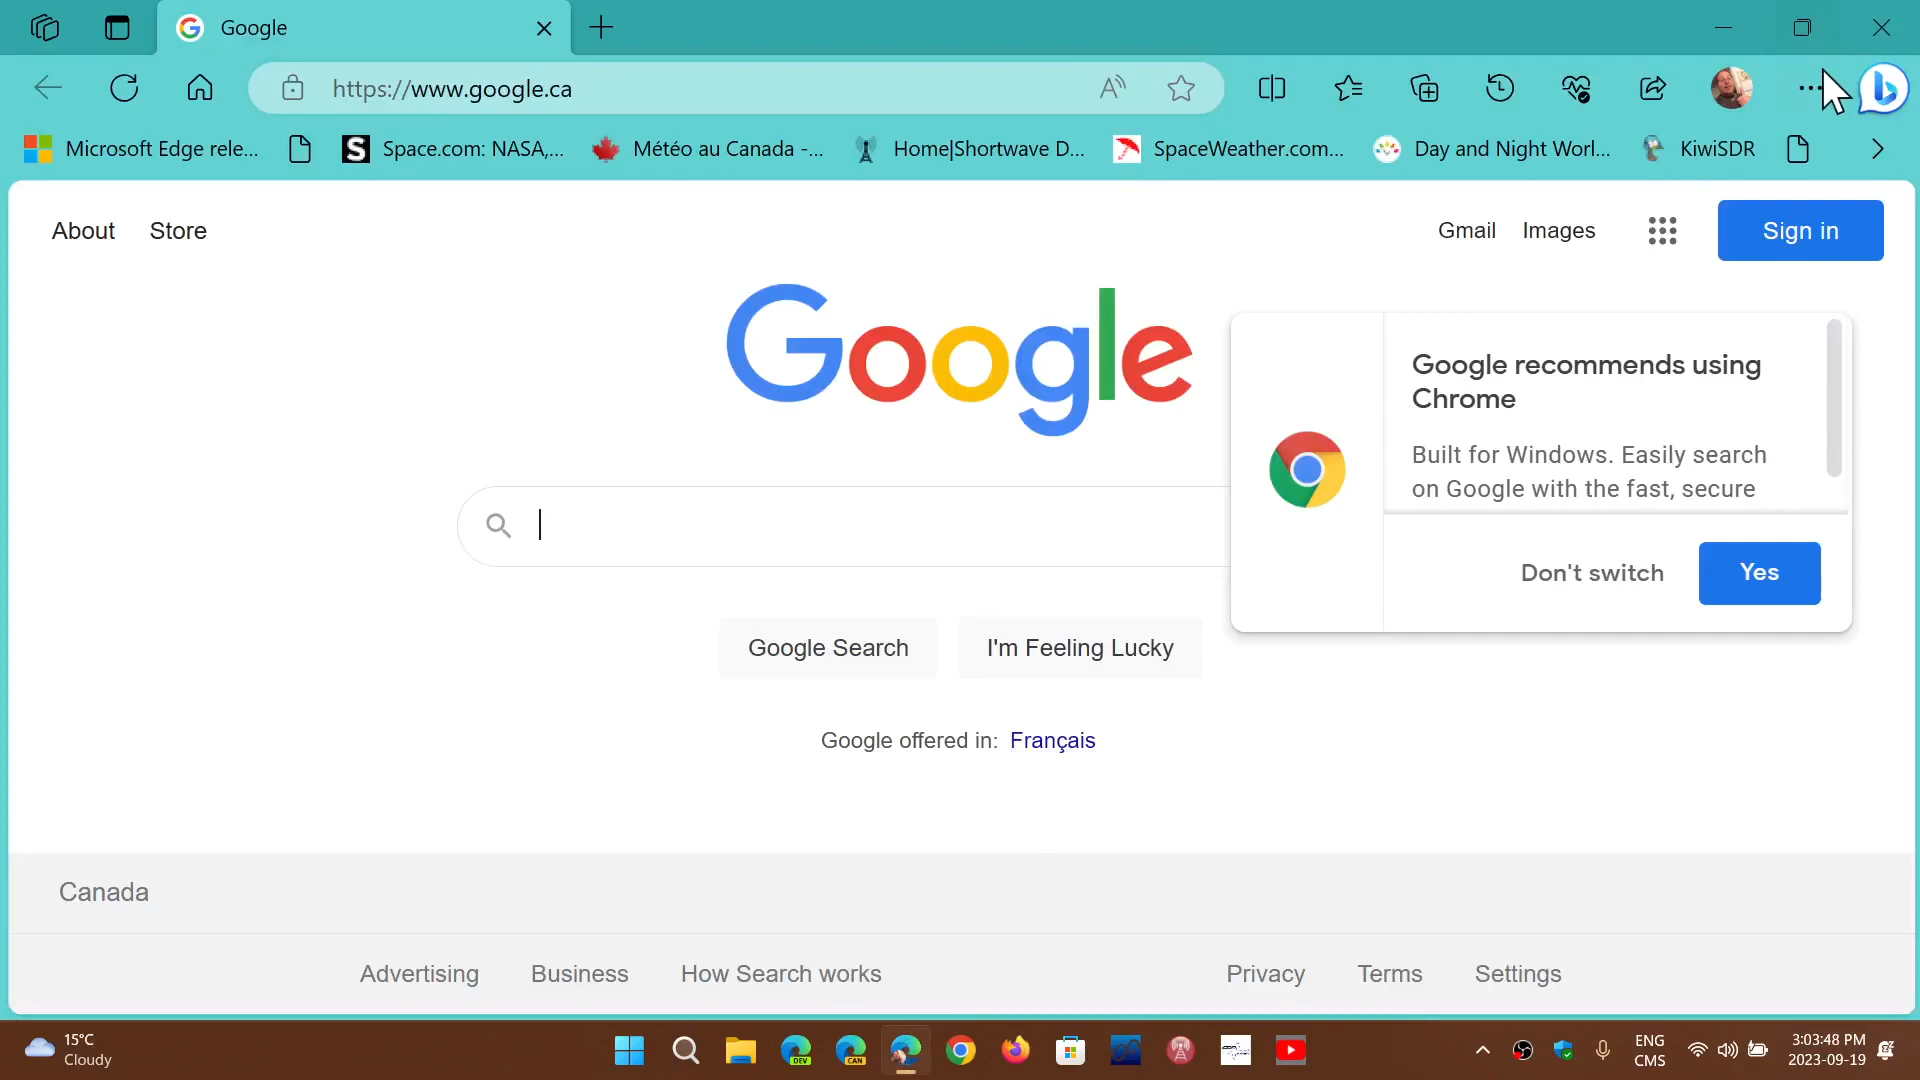 Google
https://www.google.ca
Microsoft Edge rele...
Space.com: NASA,...
Météo au Canada -...
Home|Shortwave D...
SpaceWeather.com...
Day and Night Worl...
KiwiSDR
About
Store
Gmail
Images
Sign in
Google
Google recommends using
Chrome
Built for Windows. Easily search
on Google with the fast, secure
Don't switch
Yes
Google Search
I'm Feeling Lucky
Google offered in: Français
Canada
Advertising
Business
How Search works
Privacy
Terms
Settings
15°C
Cloudy
DEV
CAN
ENG
CMS
3:03:48 PM
2023-09-19